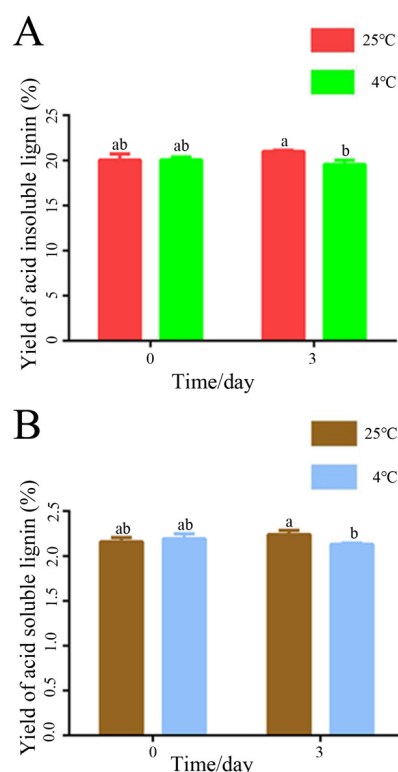 A
25℃
4℃
Yield of acid insoluble lignin (%)
25
20
15
10
5
0
ab
ab
a
b
0
3
Time/day
B
25℃
4℃
Yield of acid soluble lignin (%)
2.5
2.0
1.5
1.0
0.5
0.0
ab
ab
a
b
0
3
Time/day